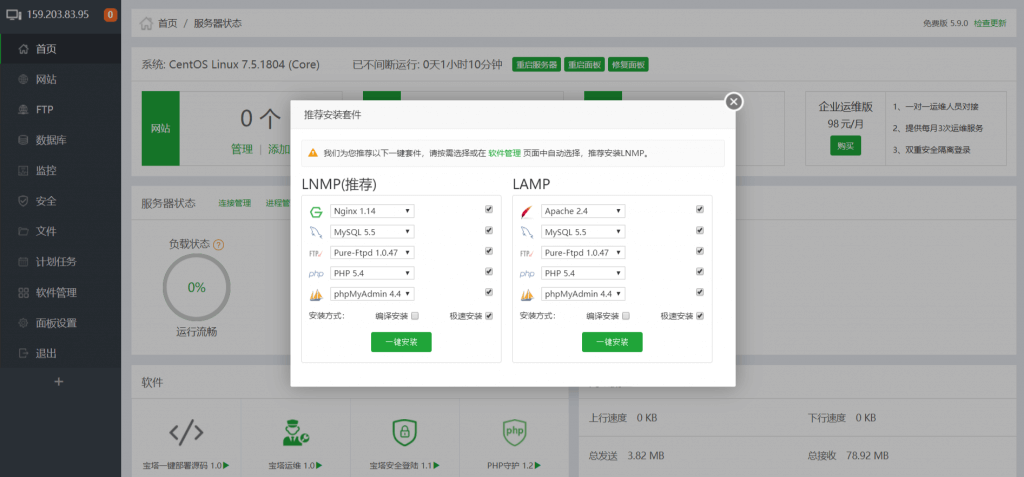 159.203.83.95
0
首页
网站
FTP
数据库
监控
安全
文件
计划任务
软件管理
面板设置
退出
首页 / 服务器状态
免费版 5.9.0 检查更新
系统: CentOS Linux 7.5.1804 (Core) 已不间断运行: 0天1小时10分钟 重启服务器 重启面板 修复面板
网站
0 个
管理 | 添加
企业运维版
98 元/月
购买
1、一对一运维人员对接
2、提供每月3次运维服务
3、双重安全隔离登录
服务器状态 连接管理 进程管
负载状态 ?
0%
运行流畅
推荐安装套件
我们为您推荐以下一键套件，请按需选择或在 软件管理 页面中自动选择，推荐安装LNMP。
LNMP(推荐)
Nginx 1.14
MySQL 5.5
FTP Pure-Ftpd 1.0.47
php PHP 5.4
phpMyAdmin 4.4
安装方式： 编译安装 极速安装
一键安装
LAMP
Apache 2.4
MySQL 5.5
FTP Pure-Ftpd 1.0.47
php PHP 5.4
phpMyAdmin 4.4
安装方式： 编译安装 极速安装
一键安装
软件
宝塔一键部署源码 1.0
宝塔运维 1.0
宝塔安全登陆 1.1
php
PHP守护 1.2
上行速度 0 KB
下行速度 0 KB
总发送 3.82 MB
总接收 78.92 MB